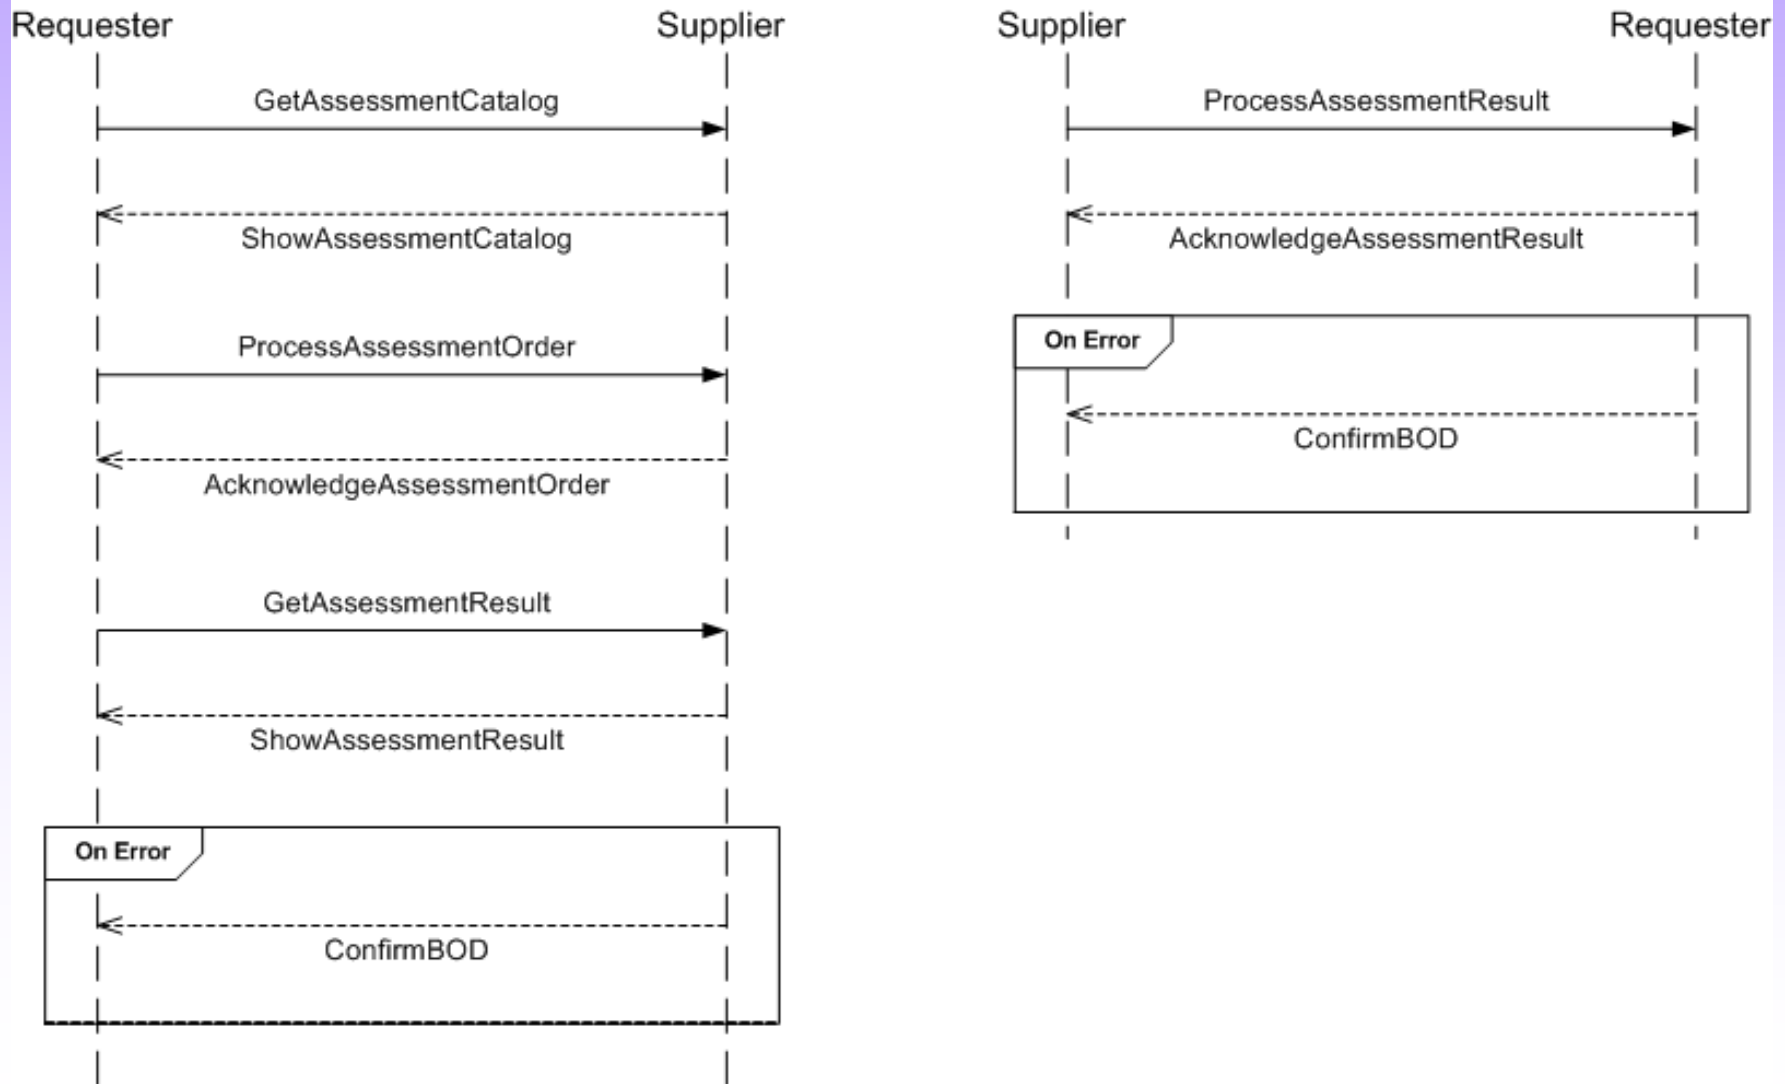 Requester
Supplier
GetAssessmentCatalog
ShowAssessmentCatalog
ProcessAssessmentOrder
AcknowledgeAssessmentOrder
GetAssessmentResult
ShowAssessmentResult
On Error
ConfirmBOD
Supplier
Requester
ProcessAssessmentResult
AcknowledgeAssessmentResult
On Error
ConfirmBOD